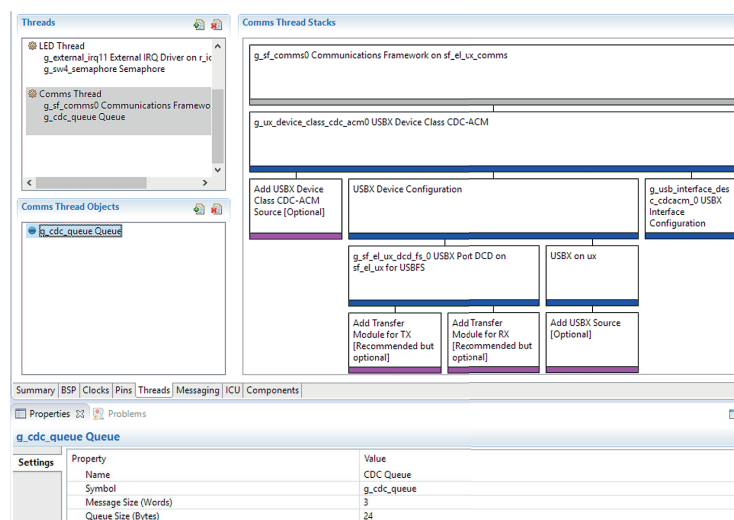 Threads
LED Thread
g_external_irq11 External IRQ Driver on r_ic
g_sw4_semaphore Semaphore
Comms Thread
g_sf_comms0 Communications Framewo
g_cdc_queue Queue
Comms Thread Objects
g_cdc_queue Queue
Comms Thread Stacks
g_sf_comms0 Communications Framework on sf_el_ux_comms
g_ux_device_class_cdc_acm0 USBX Device Class CDC-ACM
Add USBX Device
Class CDC-ACM
Source [Optional]
USBX Device Configuration
g_usb_interface_des
c_cdcacm_0 USBX
Interface
Configuration
g_sf_el_ux_dcd_fs_0 USBX Port DCD on
sf_el_ux for USBFS
USBX on ux
Add Transfer
Module for TX
[Recommended but
optional]
Add Transfer
Module for RX
[Recommended but
optional]
Add USBX Source
[Optional]
Summary BSP Clocks Pins Threads Messaging ICU Components
Properties Problems
g_cdc_queue Queue
Settings
Property Value
Name CDC Queue
Symbol g_cdc_queue
Message Size (Words) 3
Queue Size (Bytes) 24